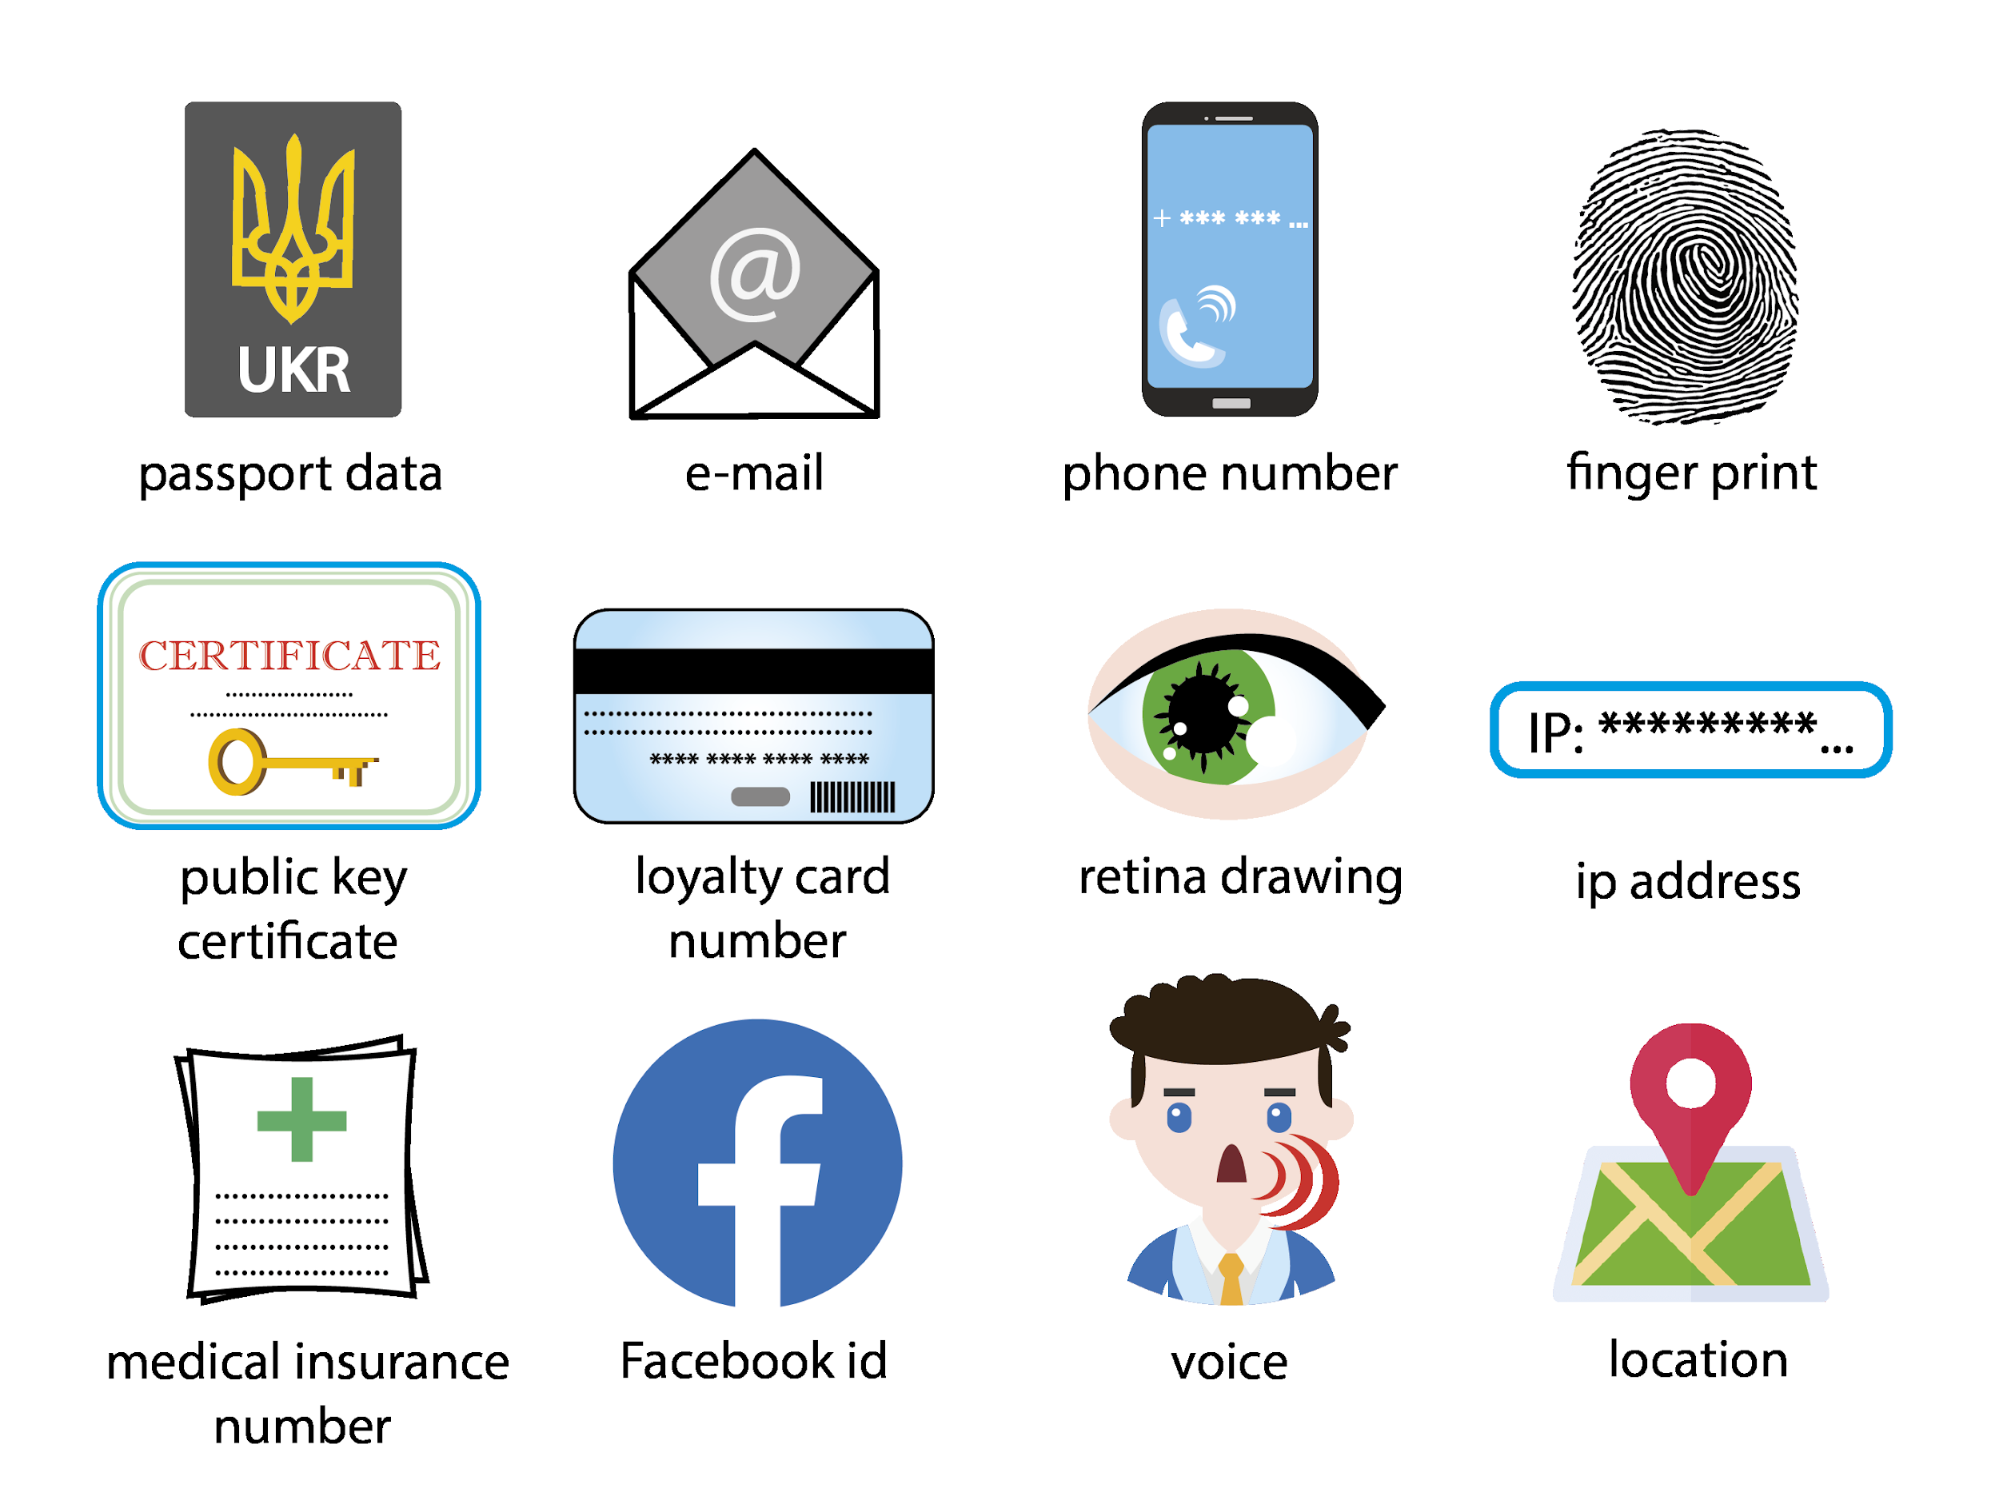 UKR
@
+ *** *** ...
passport data
e-mail
phone number
finger print
CERTIFICATE
**** **** **** ****
IP: *********...
public key
certificate
loyalty card
number
retina drawing
ip address
f
medical insurance
number
Facebook id
voice
location